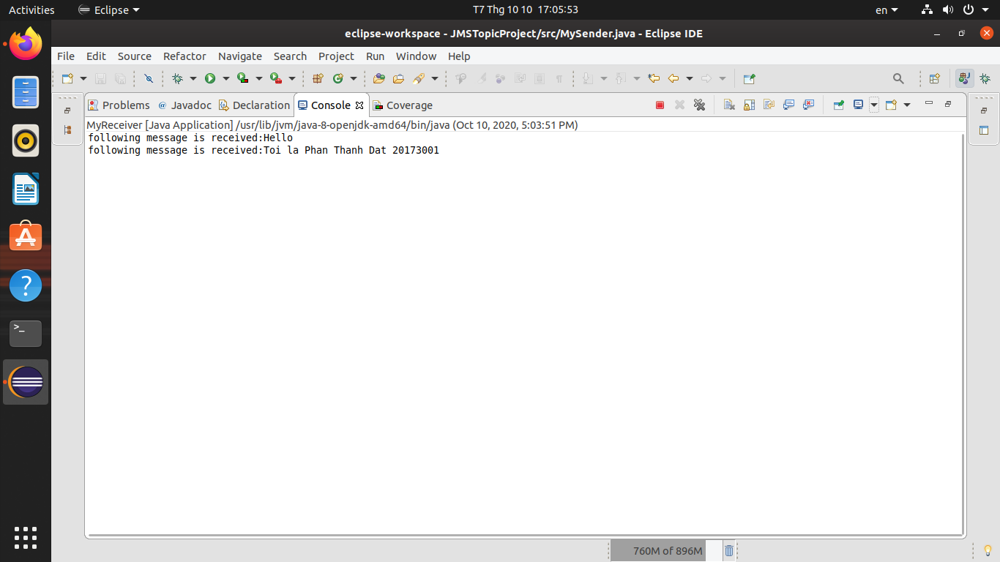 Activities Eclipse T7 Thg 10 10 17:05:53 en
eclipse-workspace - JMSTopicProject/src/MySender.java - Eclipse IDE
File Edit Source Refactor Navigate Search Project Run Window Help
Problems @ Javadoc Declaration Console Coverage
MyReceiver [Java Application] /usr/lib/jvm/java-8-openjdk-amd64/bin/java (Oct 10, 2020, 5:03:51 PM)
following message is received:Hello
following message is received:Toi la Phan Thanh Dat 20173001
760M of 896M